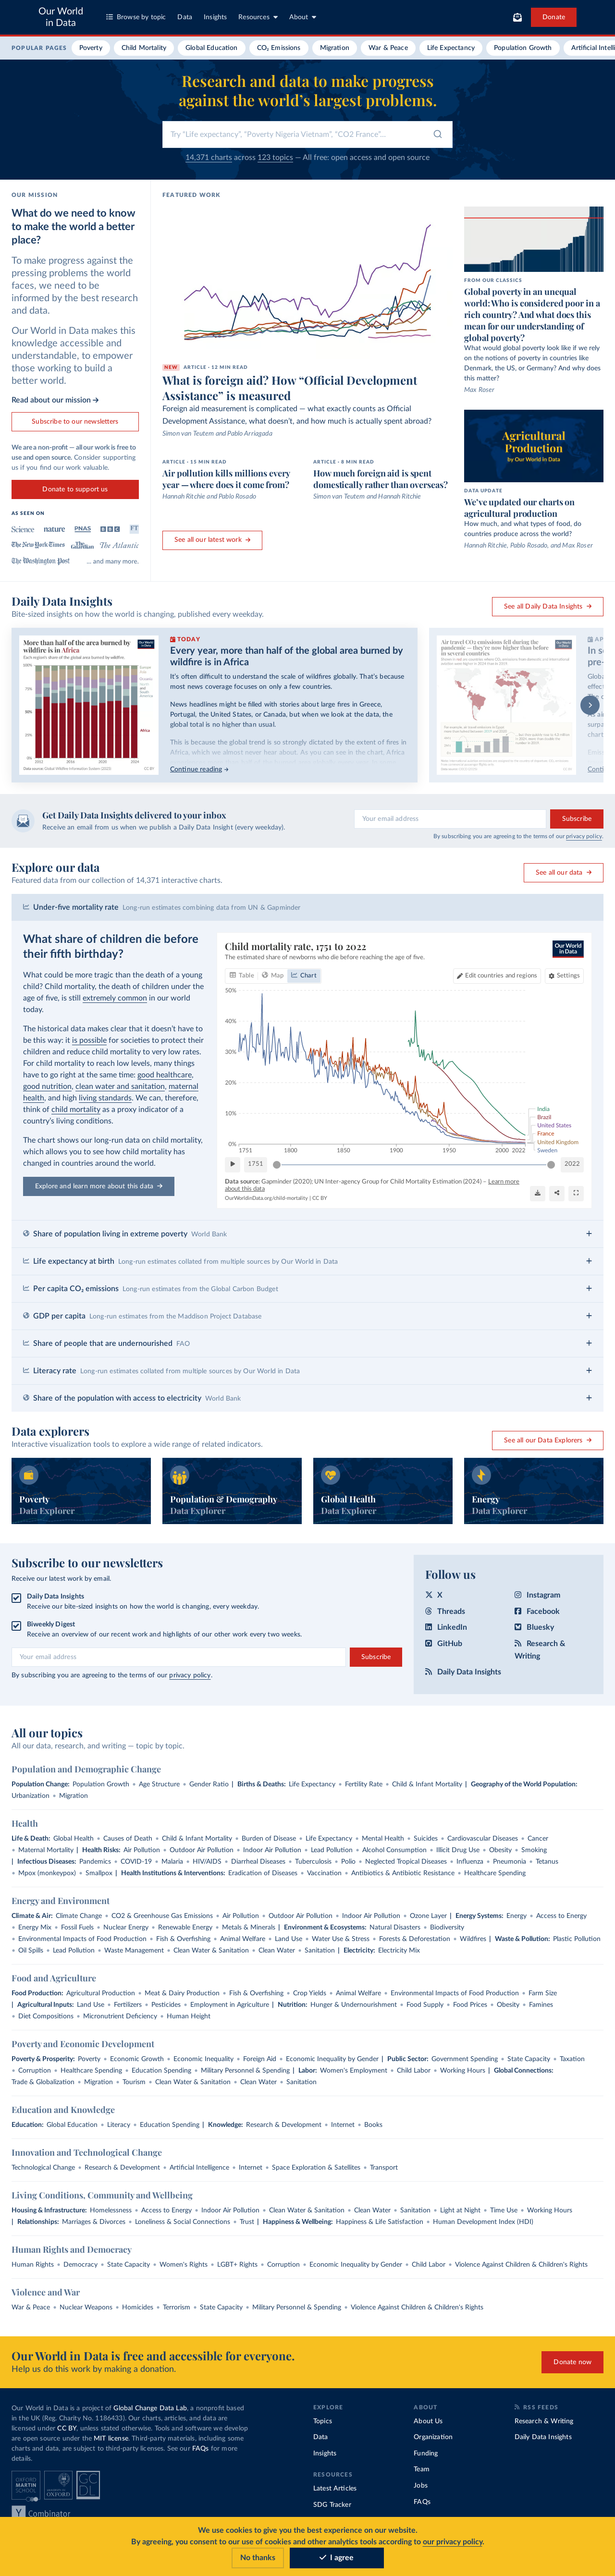 Our World
in Data
Browse by topic
Data
Insights
Resources
About
Donate
POPULAR PAGES
Poverty
Child Mortality
Global Education
CO₂ Emissions
Migration
War & Peace
Life Expectancy
Population Growth
Artificial Intelli
Research and data to make progress
against the world's largest problems.
Try "Life expectancy", "Poverty Nigeria Vietnam", "CO2 France"...
14,371 charts across 123 topics — All free: open access and open source
OUR MISSION
What do we need to
know to make the world a better
place?
To make progress against the
pressing problems the world
faces, we need to be
informed by the best research
and data.
Our World in Data makes this
knowledge accessible and
understandable, to empower
those working to build a
better world.
Read about our mission
Subscribe to our newsletters
We are a non-profit — all our work is free to
use and open source. Consider supporting
us if you find our work valuable.
Donate to support us
AS SEEN ON
Science
nature
PNAS
BBC
FT
The New York Times
The Guardian
The Atlantic
The Washington Post
... and many more.
FEATURED WORK
NEW ARTICLE - 12 MIN READ
What is foreign aid? How "Official Development
Assistance" is measured
Foreign aid measurement is complicated — what exactly counts as Official
Development Assistance, what doesn't, and how much is actually spent abroad?
Simon van Teutem and Pablo Arriagada
ARTICLE - 15 MIN READ
Air pollution kills millions every
year — where does it come from?
Hannah Ritchie and Pablo Rosado
ARTICLE - 8 MIN READ
How much foreign aid is spent
domestically rather than overseas?
Simon van Teutem and Hannah Ritchie
See all our latest work
FROM OUR CLASSICS
Global poverty in an unequal
world: Who is considered poor in a
rich country? And what does this
mean for our understanding of
global poverty?
What would global poverty look like if we rely
on the notions of poverty in countries like
Denmark, the US, or Germany? And why does
this matter?
Max Roser
Agricultural
Production
by Our World in Data
DATA UPDATE
We've updated our charts on
agricultural production
How much, and what types of food, do
countries produce across the world?
Hannah Ritchie, Pablo Rosado, and Max Roser
Daily Data Insights
Bite-sized insights on how the world is changing, published every weekday.
See all Daily Data Insights
More than half of the area burned by
wildfires is in Africa
TODAY
Every year, more than half of the global area burned by
wildfire is in Africa
It's often difficult to understand the scale of wildfires globally. That's because
most news coverage focuses on only a few countries.
News headlines might be filled with stories about large fires in Greece,
Portugal, the United States, or Canada, but when we look at the data, the
global total is no higher than usual.
This is because the global trend is so strongly dictated by the extent of fires in
Africa, which we almost never hear about. As you can see in the chart, Africa
Continue reading
Air travel CO2 emissions fell during the
pandemic — they're now higher than before
in several countries
Get Daily Data Insights delivered to your inbox
Receive an email from us when we publish a Daily Data Insight (every weekday).
Your email address
Subscribe
By subscribing you are agreeing to the terms of our privacy policy.
Explore our data
Featured data from our collection of 14,371 interactive charts.
See all our data
Under-five mortality rate Long-run estimates combining data from UN & Gapminder
What share of children die before
their fifth birthday?
What could be more tragic than the death of a young
child? Child mortality, the death of children under the
age of five, is still extremely common in our world
today.
The historical data makes clear that it doesn't have to
be this way: it is possible for societies to protect their
children and reduce child mortality to very low rates.
For child mortality to reach low levels, many things
have to go right at the same time: good healthcare,
good nutrition, clean water and sanitation, maternal
health, and high living standards. We can, therefore,
think of child mortality as a proxy indicator of a
country's living conditions.
The chart shows our long-run data on child mortality,
which allows you to see how child mortality has
changed in countries around the world.
Explore and learn more about this data
Child mortality rate, 1751 to 2022
The estimated share of newborns who die before reaching the age of five.
Our World
in Data
Table
Map
Chart
Edit countries and regions
Settings
50%
40%
30%
20%
10%
0%
1751
1800
1850
1900
1950
2000
2022
India
Brazil
United States
France
United Kingdom
Sweden
1751
2022
Data source: Gapminder (2020); UN Inter-agency Group for Child Mortality Estimation (2024) – Learn more
about this data
OurWorldinData.org/child-mortality | CC BY
Share of population living in extreme poverty World Bank
Life expectancy at birth Long-run estimates collated from multiple sources by Our World in Data
Per capita CO₂ emissions Long-run estimates from the Global Carbon Budget
GDP per capita Long-run estimates from the Maddison Project Database
Share of people that are undernourished FAO
Literacy rate Long-run estimates collated from multiple sources by Our World in Data
Share of the population with access to electricity World Bank
Data explorers
Interactive visualization tools to explore a wide range of related indicators.
See all our Data Explorers
Poverty
Data Explorer
Population & Demography
Data Explorer
Global Health
Data Explorer
Energy
Data Explorer
Subscribe to our newsletters
Receive our latest work by email.
Daily Data Insights
Receive our bite-sized insights on how the world is changing, every weekday.
Biweekly Digest
Receive an overview of our recent work and highlights of our other work every two weeks.
Your email address
Subscribe
By subscribing you are agreeing to the terms of our privacy policy.
Follow us
X
Threads
LinkedIn
GitHub
Daily Data Insights
Instagram
Facebook
Bluesky
Research &
Writing
All our topics
All our data, research, and writing — topic by topic.
Population and Demographic Change
Population Change: Population Growth • Age Structure • Gender Ratio | Births & Deaths: Life Expectancy • Fertility Rate • Child & Infant Mortality | Geography of the World Population:
Urbanization • Migration
Health
Life & Death: Global Health • Causes of Death • Child & Infant Mortality • Burden of Disease • Life Expectancy • Mental Health • Suicides • Cardiovascular Diseases • Cancer
• Maternal Mortality | Health Risks: Air Pollution • Outdoor Air Pollution • Indoor Air Pollution • Lead Pollution • Alcohol Consumption • Illicit Drug Use • Obesity • Smoking
| Infectious Diseases: Pandemics • COVID-19 • Malaria • HIV/AIDS • Diarrheal Diseases • Tuberculosis • Polio • Neglected Tropical Diseases • Influenza • Pneumonia • Tetanus
• Mpox (monkeypox) • Smallpox | Health Institutions & Interventions: Eradication of Diseases • Vaccination • Antibiotics & Antibiotic Resistance • Healthcare Spending
Energy and Environment
Climate & Air: Climate Change • CO2 & Greenhouse Gas Emissions • Air Pollution • Outdoor Air Pollution • Indoor Air Pollution • Ozone Layer | Energy Systems: Energy • Access to Energy
• Energy Mix • Fossil Fuels • Nuclear Energy • Renewable Energy • Metals & Minerals | Environment & Ecosystems: Natural Disasters • Biodiversity
• Environmental Impacts of Food Production • Fish & Overfishing • Animal Welfare • Land Use • Water Use & Stress • Forests & Deforestation • Wildfires | Waste & Pollution: Plastic Pollution
• Oil Spills • Lead Pollution • Waste Management • Clean Water & Sanitation • Clean Water • Sanitation | Electricity: Electricity Mix
Food and Agriculture
Food Production: Agricultural Production • Meat & Dairy Production • Fish & Overfishing • Crop Yields • Animal Welfare • Environmental Impacts of Food Production • Farm Size
| Agricultural Inputs: Land Use • Fertilizers • Pesticides • Employment in Agriculture | Nutrition: Hunger & Undernourishment • Food Supply • Food Prices • Obesity • Famines
• Diet Compositions • Micronutrient Deficiency • Human Height
Poverty and Economic Development
Poverty & Prosperity: Poverty • Economic Growth • Economic Inequality • Foreign Aid • Economic Inequality by Gender | Public Sector: Government Spending • State Capacity • Taxation
• Corruption • Healthcare Spending • Education Spending • Military Personnel & Spending | Labor: Women's Employment • Child Labor • Working Hours | Global Connections:
Trade & Globalization • Migration • Tourism • Clean Water & Sanitation • Clean Water • Sanitation
Education and Knowledge
Education: Global Education • Literacy • Education Spending | Knowledge: Research & Development • Internet • Books
Innovation and Technological Change
Technological Change • Research & Development • Artificial Intelligence • Internet • Space Exploration & Satellites • Transport
Living Conditions, Community and Wellbeing
Housing & Infrastructure: Homelessness • Access to Energy • Indoor Air Pollution • Clean Water & Sanitation • Clean Water • Sanitation • Light at Night • Time Use • Working Hours
| Relationships: Marriages & Divorces • Loneliness & Social Connections • Trust | Happiness & Wellbeing: Happiness & Life Satisfaction • Human Development Index (HDI)
Human Rights and Democracy
Human Rights • Democracy • State Capacity • Women's Rights • LGBT+ Rights • Corruption • Economic Inequality by Gender • Child Labor • Violence Against Children & Children's Rights
Violence and War
War & Peace • Nuclear Weapons • Homicides • Terrorism • State Capacity • Military Personnel & Spending • Violence Against Children & Children's Rights
Our World in Data is free and accessible for everyone.
Help us do this work by making a donation.
Donate now
Our World in Data is a project of Global Change Data Lab, a nonprofit based
in the UK (Reg. Charity No. 1186433). Our charts, articles, and data are
licensed under CC BY, unless stated otherwise. Tools and software we develop
are open source under the MIT license. Third-party materials, including some
charts and data, are subject to third-party licenses. See our FAQs for more
details.
OXFORD
MARTIN
SCHOOL
UNIVERSITY OF
OXFORD
GC
DL
Y Combinator
EXPLORE
Topics
Data
Insights
RESOURCES
Latest Articles
SDG Tracker
ABOUT
About Us
Organization
Funding
Team
Jobs
FAQs
RSS FEEDS
Research & Writing
Daily Data Insights
We use cookies to give you the best experience on our website.
By agreeing, you consent to our use of cookies and other analytics tools according to our privacy policy.
No thanks
I agree